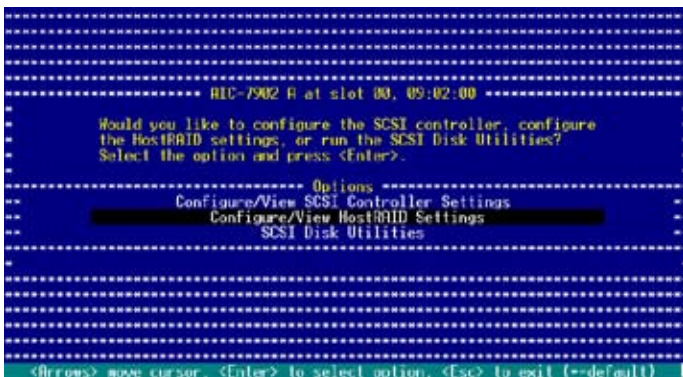 AIC-7902 A at slot 00, 09:02:00
Would you like to configure the SCSI controller, configure
the HostRAID settings, or run the SCSI Disk Utilities?
Select the option and press <Enter>.
Options
Configure/View SCSI Controller Settings
Configure/View HostRAID Settings
SCSI Disk Utilities
<Arrows> move cursor, <Enter> to select option, <Esc> to exit (*=default)